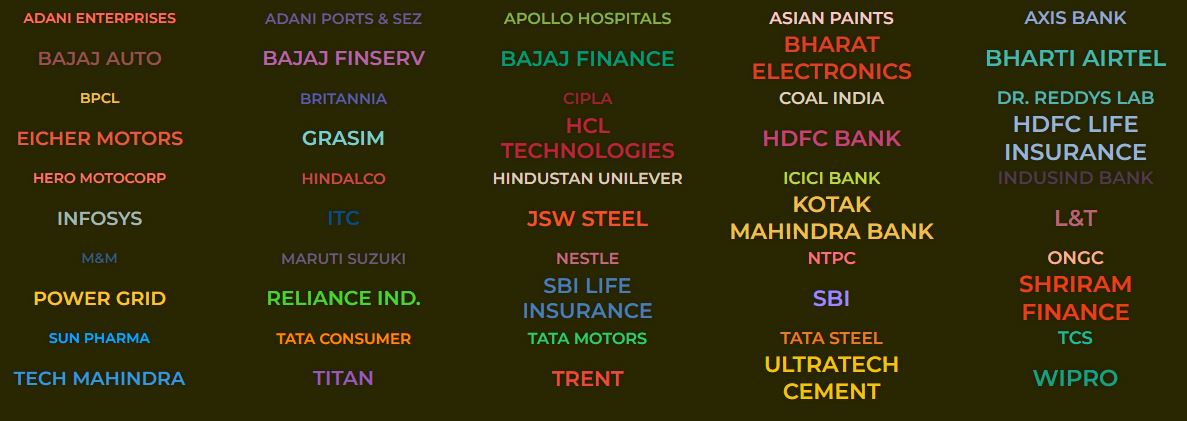 ADANI ENTERPRISES
ADANI PORTS & SEZ
APOLLO HOSPITALS
ASIAN PAINTS
AXIS BANK
BAJAJ AUTO
BAJAJ FINSERV
BAJAJ FINANCE
BHARAT
ELECTRONICS
BHARTI AIRTEL
BPCL
BRITANNIA
CIPLA
COAL INDIA
DR. REDDYS LAB
EICHER MOTORS
GRASIM
HCL
TECHNOLOGIES
HDFC BANK
HDFC LIFE
INSURANCE
HERO MOTOCORP
HINDALCO
HINDUSTAN UNILEVER
ICICI BANK
INDUSIND BANK
INFOSYS
ITC
JSW STEEL
KOTAK
MAHINDRA BANK
L&T
M&M
MARUTI SUZUKI
NESTLE
NTPC
ONGC
POWER GRID
RELIANCE IND.
SBI LIFE
INSURANCE
SBI
SHRIRAM
FINANCE
SUN PHARMA
TATA CONSUMER
TATA MOTORS
TATA STEEL
TCS
TECH MAHINDRA
TITAN
TRENT
ULTRATECH
CEMENT
WIPRO